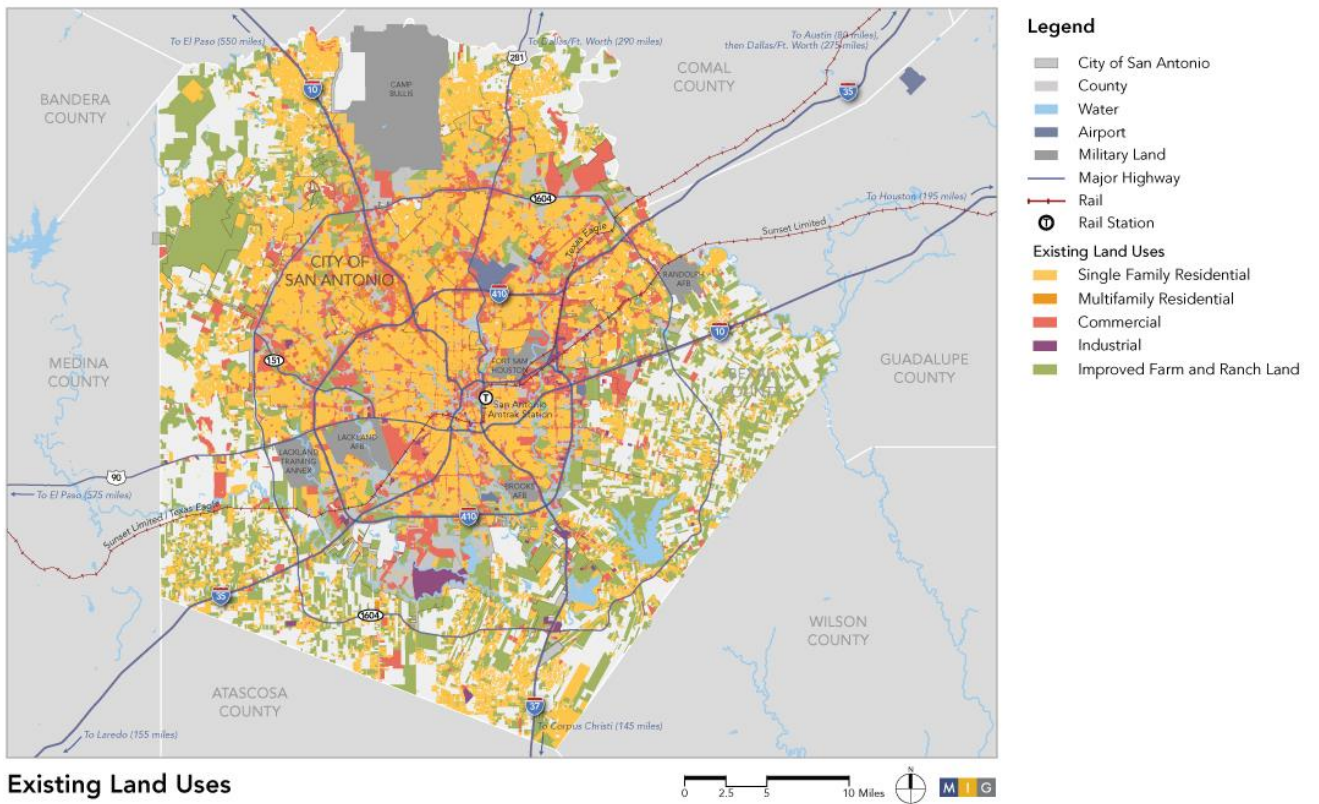 To El Paso (550 miles)
To Dallas/Ft. Worth (290 miles)
To Austin (80 miles),
then Dallas/Ft. Worth (275 miles)
281
10
35
CAMP
BULLIS
COMAL
COUNTY
BANDERA
COUNTY
1604
To Houston (195 miles)
Sunset Limited
Texas Eagle
CITY OF
SAN ANTONIO
RANDOLPH
AFB
410
10
151
MEDINA
COUNTY
FORT SAM
HOUSTON
GUADALUPE
COUNTY
BEXAR
COUNTY
T
San Antonio
Amtrak Station
LACKLAND
AFB
LACKLAND
TRAINING
ANNEX
90
BROOKS
AFB
To El Paso (575 miles)
Sunset Limited / Texas Eagle
410
35
1604
WILSON
COUNTY
ATASCOSA
COUNTY
37
To Corpus Christi (145 miles)
To Laredo (155 miles)
Legend
City of San Antonio
County
Water
Airport
Military Land
Major Highway
Rail
T Rail Station
Existing Land Uses
Single Family Residential
Multifamily Residential
Commercial
Industrial
Improved Farm and Ranch Land
Existing Land Uses
0 2.5 5 10 Miles
N
M I G